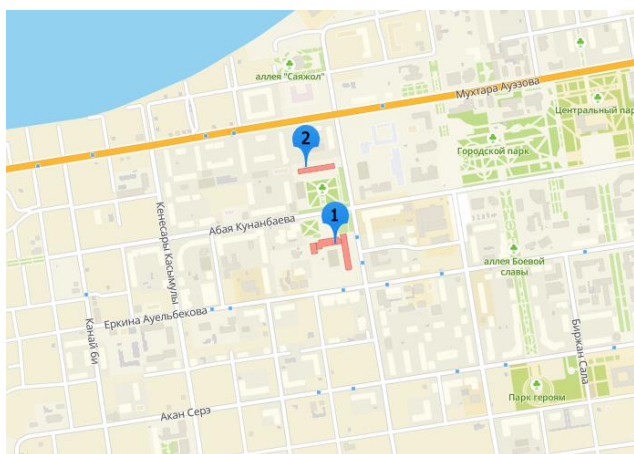 аллея "Саяжол"
Мухтара Ауэзова
Центральный пар
2
Городской парк
Абая Кунанбаева
1
Кенесары Касымулы
аллея Боевой
славы
Еркина Ауельбекова
Канай би
Биржан Сала
Парк героям
Акан Серэ